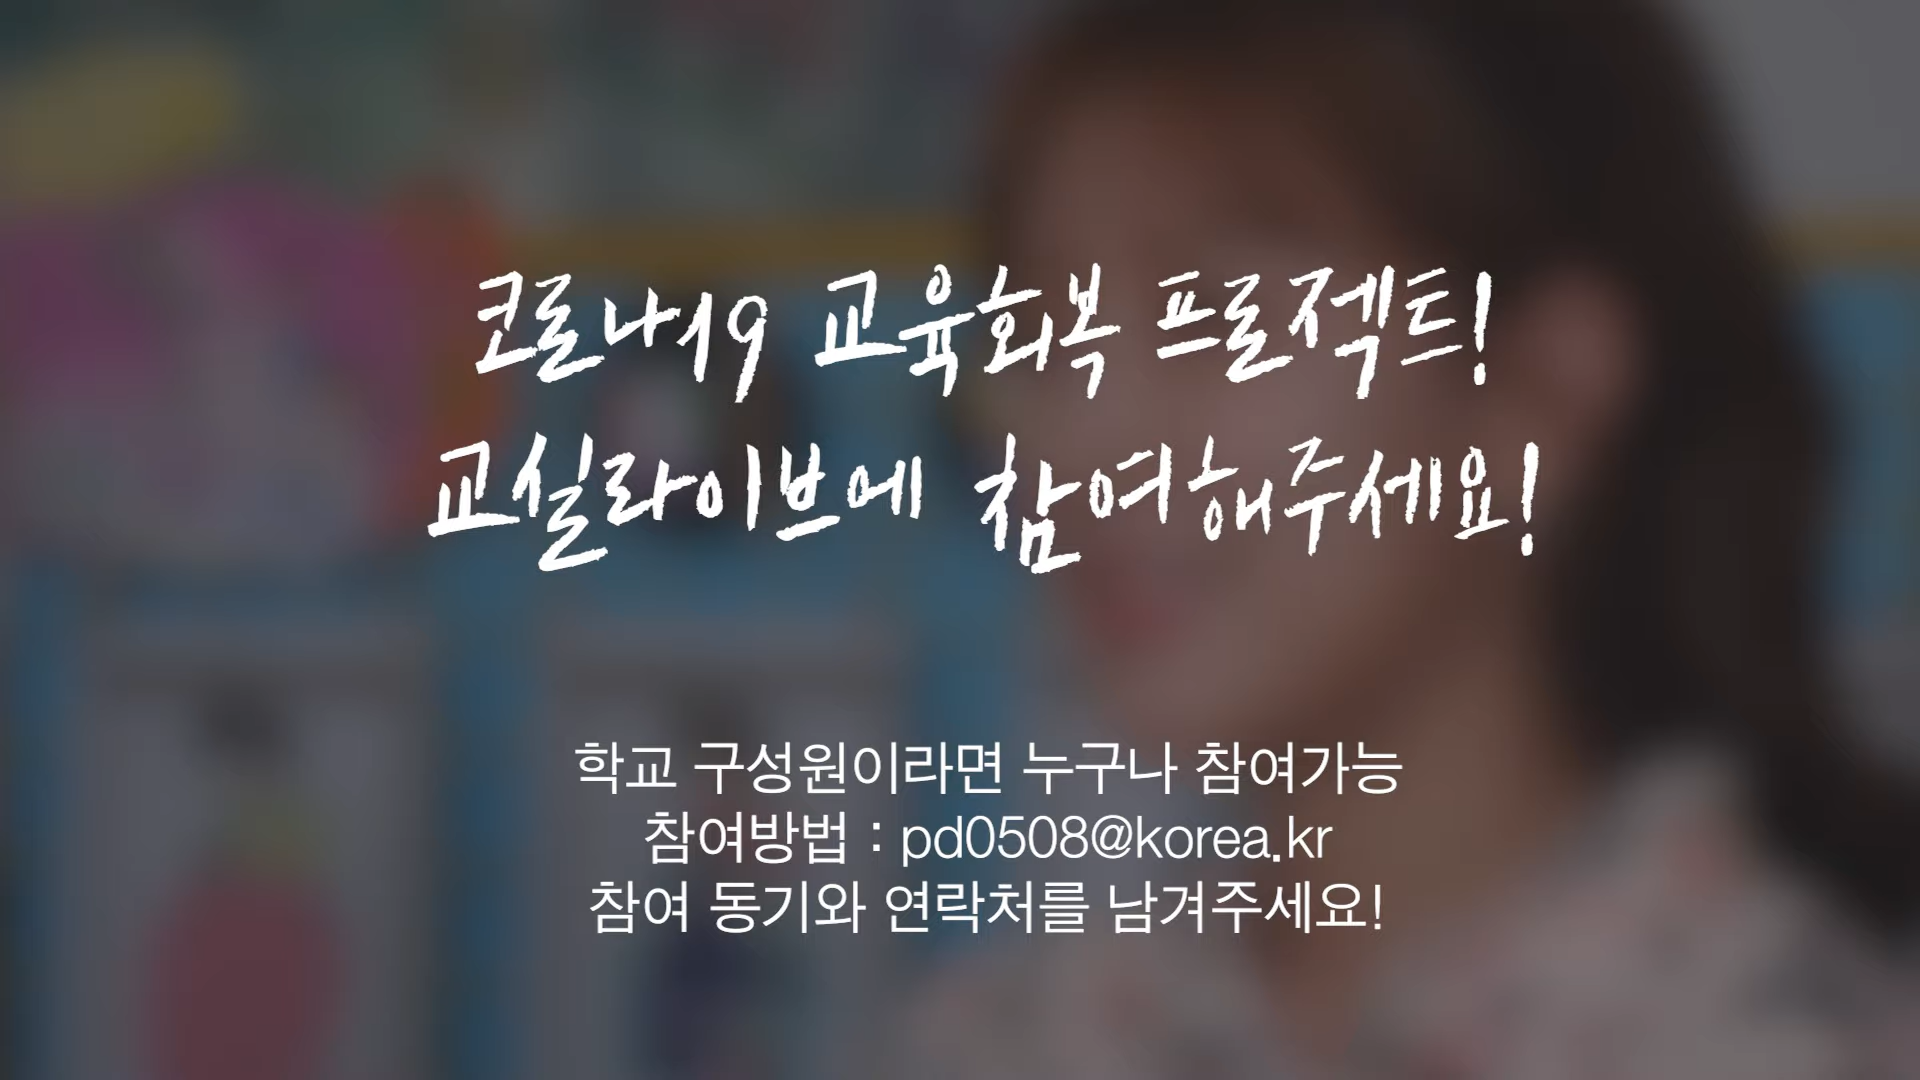 코로나19 교육회복 프로젝트!
교실라이브에 참여해주세요!
학교 구성원이라면 누구나 참여가능
참여방법 : pd0508@korea.kr
참여 동기와 연락처를 남겨주세요!